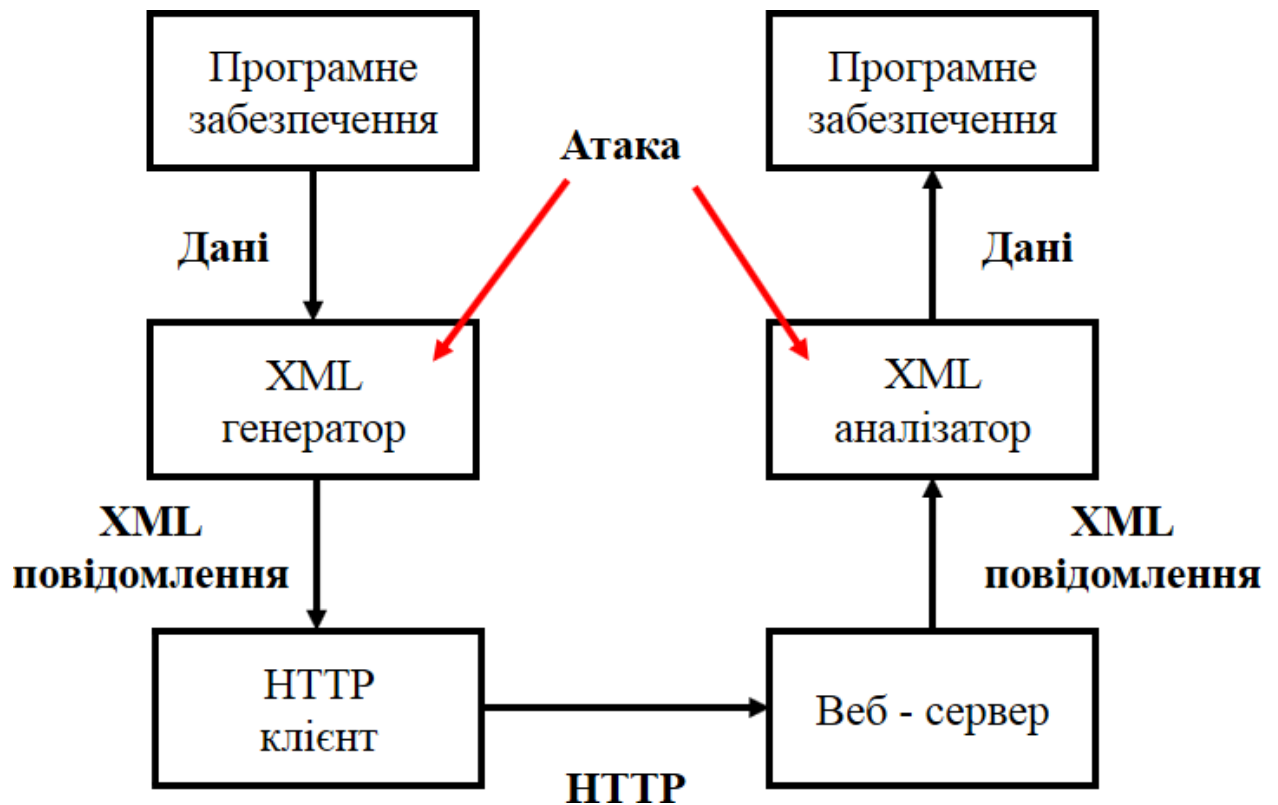 Програмне
забезпечення
Програмне
забезпечення
Атака
Дані
Дані
XML
генератор
XML
аналізатор
XML
повідомлення
XML
повідомлення
HTTP
клієнт
Веб - сервер
HTTP